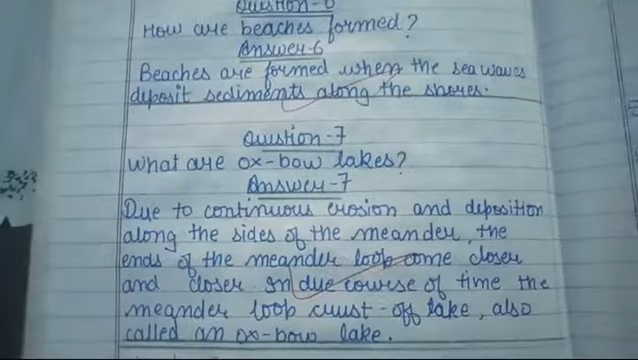 Question-6
How are beaches formed?
Answer-6
Beaches are formed when the sea waves
deposit sediments along the shores.
Question-7
What are ox-bow lakes?
Answer-7
Due to continuous erosion and deposition
along the sides of the meander, the
ends of the meander loop come closer
and closer. In due course of time the
meander loop cuust-off lake, also
called an ox-bow lake.